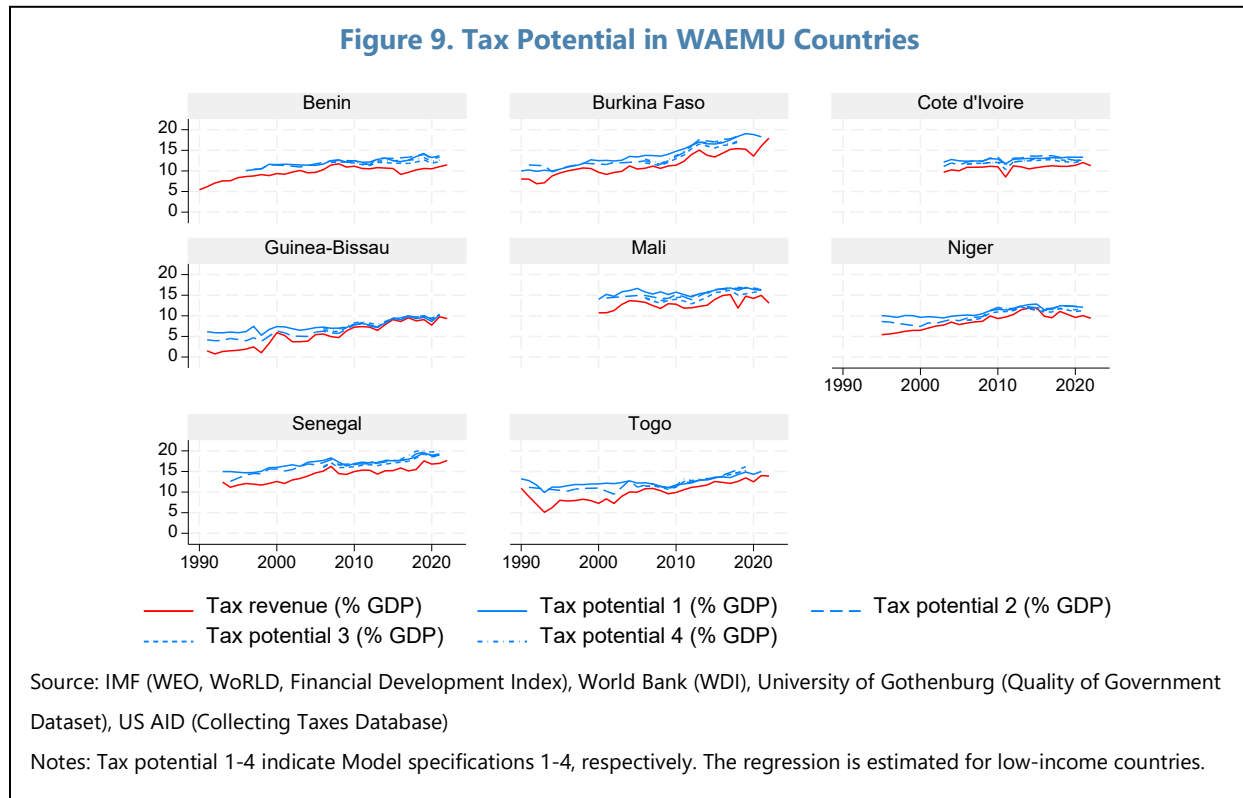 Figure 9. Tax Potential in WAEMU Countries
Benin
Burkina Faso
Cote d'Ivoire
20
15
10
5
0
Guinea-Bissau
Mali
Niger
20
15
10
5
0
1990 2000 2010 2020
Senegal
Togo
20
15
10
5
0
1990 2000 2010 2020
1990 2000 2010 2020
Tax revenue (% GDP)
Tax potential 1 (% GDP)
Tax potential 2 (% GDP)
Tax potential 3 (% GDP)
Tax potential 4 (% GDP)
Source: IMF (WEO, WoRLD, Financial Development Index), World Bank (WDI), University of Gothenburg (Quality of Government
Dataset), US AID (Collecting Taxes Database)
Notes: Tax potential 1-4 indicate Model specifications 1-4, respectively. The regression is estimated for low-income countries.